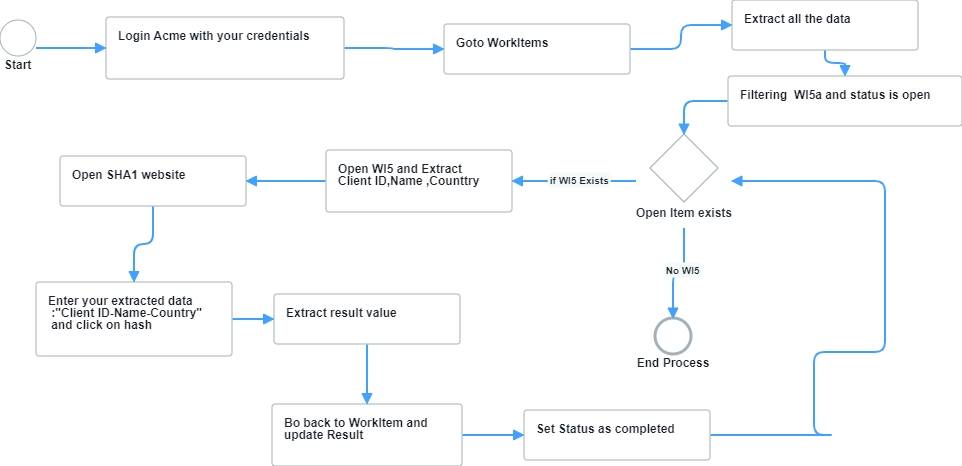 Start
Login Acme with your credentials
Goto WorkItems
Extract all the data
Filtering WI5a and status is open
Open Item exists
if WI5 Exists
No WI5
End Process
Open WI5 and Extract
Client ID,Name ,Counttry
Open SHA1 website
Enter your extracted data
:"Client ID-Name-Country"
and click on hash
Extract result value
Bo back to WorkItem and
update Result
Set Status as completed